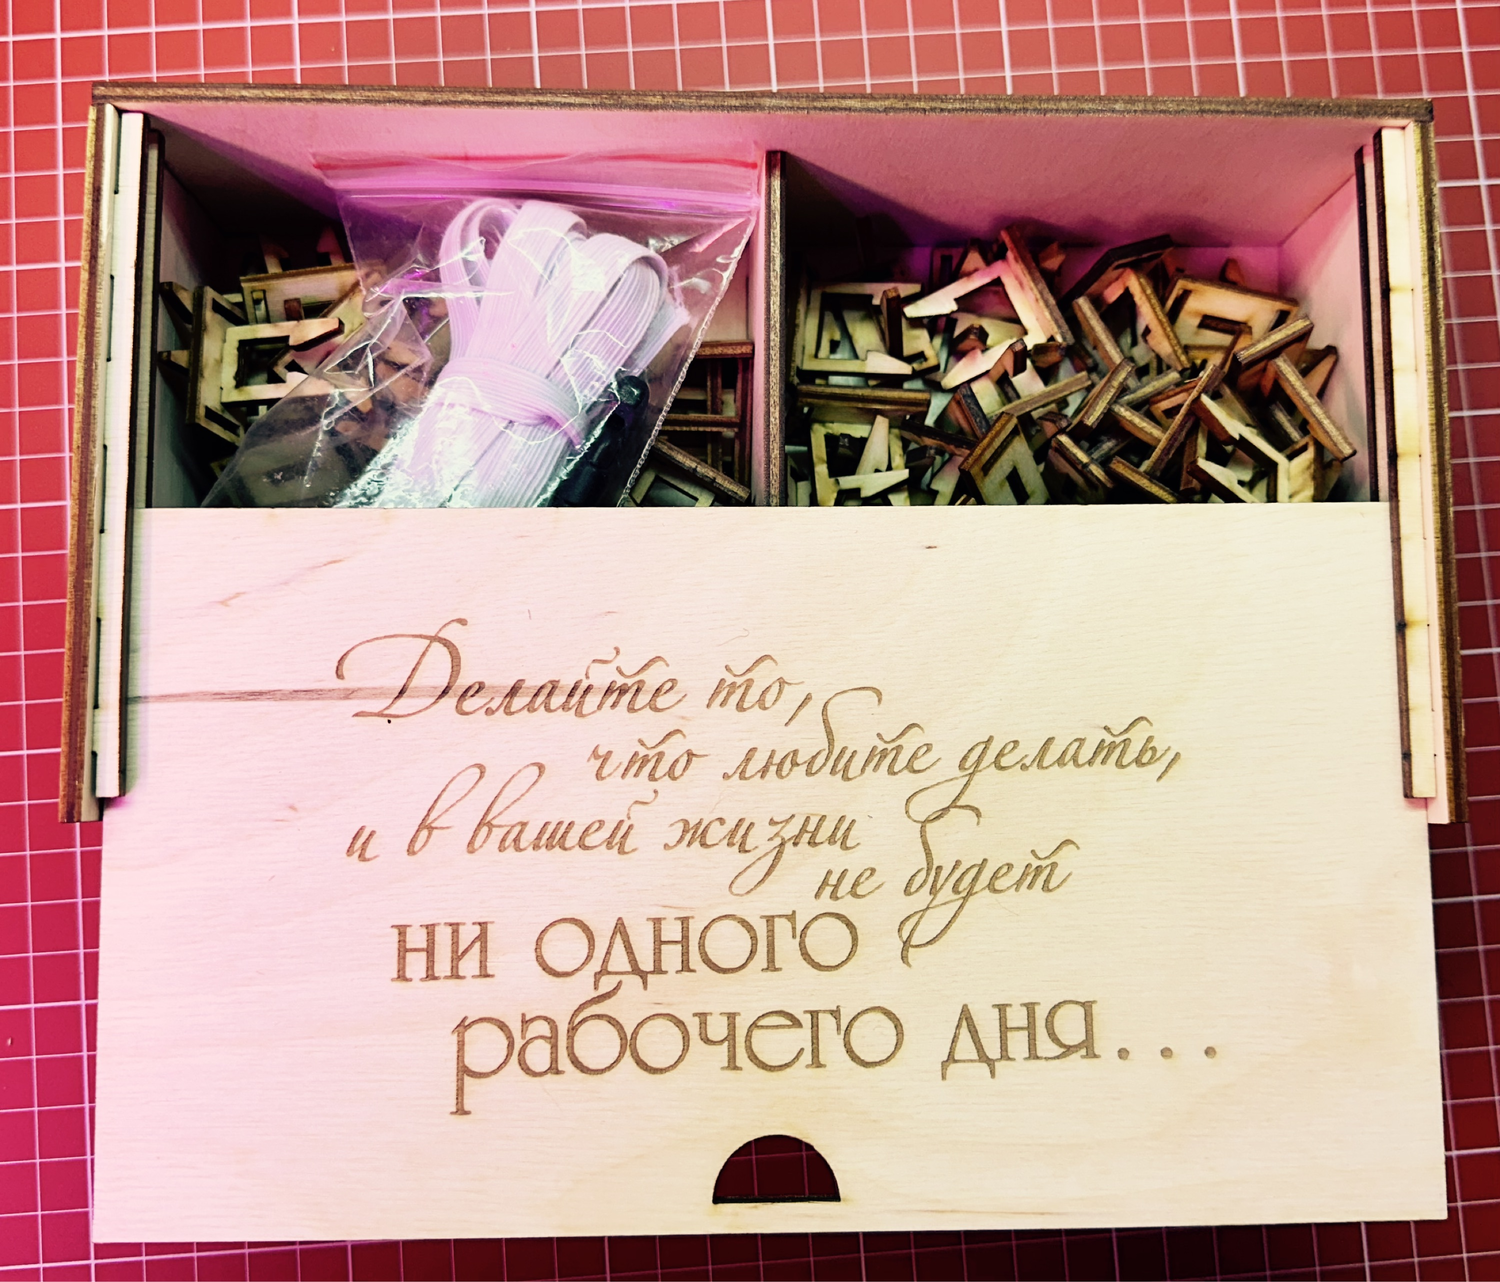 Делайте то,
что любите делать,
и в вашей жизни
не будет
ни одного
рабочего дня...